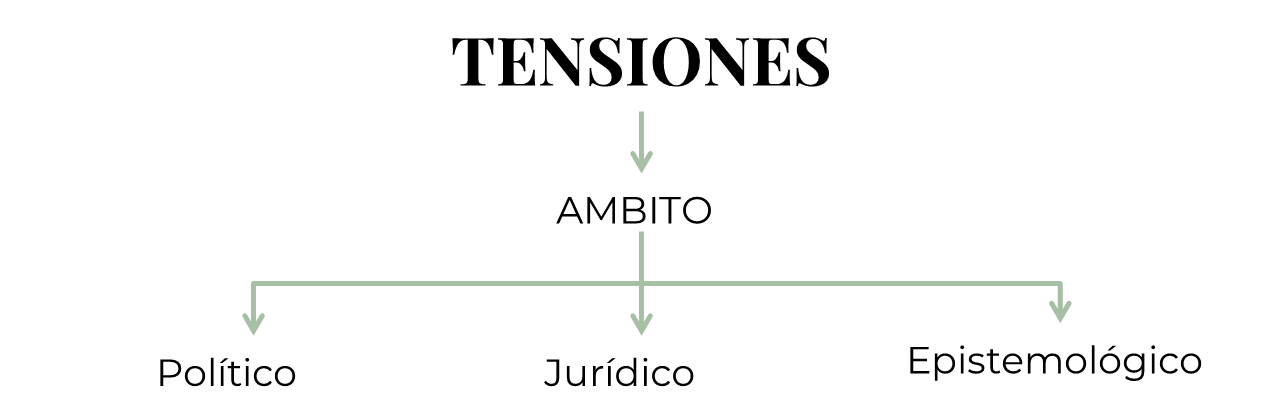 TENSIONES
AMBITO
Político
Jurídico
Epistemológico